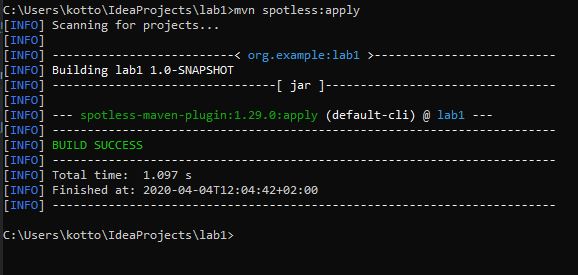 C:\Users\kotto\IdeaProjects\lab1>mvn spotless:apply
[INFO] Scanning for projects...
[INFO]
[INFO] --------------------------< org.example:lab1 >--------------------------
[INFO] Building lab1 1.0-SNAPSHOT
[INFO] --------------------------------[ jar ]---------------------------------
[INFO]
[INFO] --- spotless-maven-plugin:1.29.0:apply (default-cli) @ lab1 ---
[INFO] ------------------------------------------------------------------------
[INFO] BUILD SUCCESS
[INFO] ------------------------------------------------------------------------
[INFO] Total time:  1.097 s
[INFO] Finished at: 2020-04-04T12:04:42+02:00
[INFO] ------------------------------------------------------------------------
C:\Users\kotto\IdeaProjects\lab1>